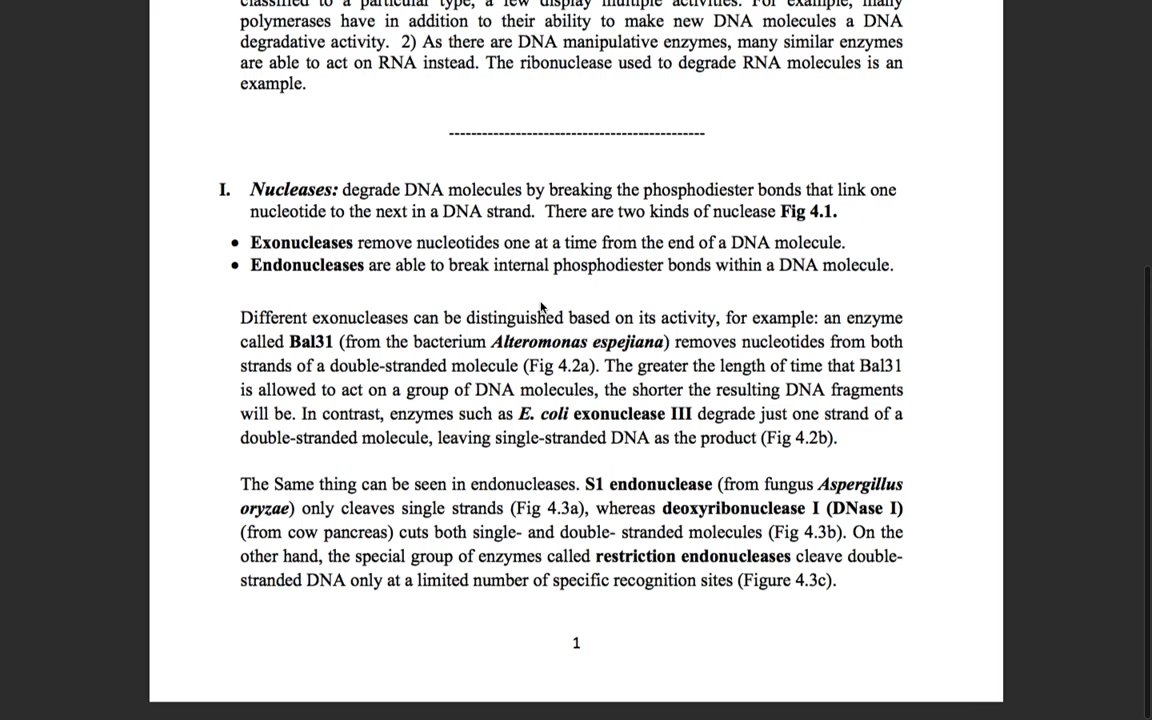 classified to a particular type, a few display multiple activities. For example, many
polymerases have in addition to their ability to make new DNA molecules a DNA
degradative activity.  2) As there are DNA manipulative enzymes, many similar enzymes
are able to act on RNA instead. The ribonuclease used to degrade RNA molecules is an
example.
-----------------------------------------------
I. Nucleases: degrade DNA molecules by breaking the phosphodiester bonds that link one
nucleotide to the next in a DNA strand.  There are two kinds of nuclease Fig 4.1.
• Exonucleases remove nucleotides one at a time from the end of a DNA molecule.
• Endonucleases are able to break internal phosphodiester bonds within a DNA molecule.
Different exonucleases can be distinguished based on its activity, for example: an enzyme
called Bal31 (from the bacterium Alteromonas espejiana) removes nucleotides from both
strands of a double-stranded molecule (Fig 4.2a). The greater the length of time that Bal31
is allowed to act on a group of DNA molecules, the shorter the resulting DNA fragments
will be. In contrast, enzymes such as E. coli exonuclease III degrade just one strand of a
double-stranded molecule, leaving single-stranded DNA as the product (Fig 4.2b).
The Same thing can be seen in endonucleases. S1 endonuclease (from fungus Aspergillus
oryzae) only cleaves single strands (Fig 4.3a), whereas deoxyribonuclease I (DNase I)
(from cow pancreas) cuts both single- and double- stranded molecules (Fig 4.3b). On the
other hand, the special group of enzymes called restriction endonucleases cleave double-
stranded DNA only at a limited number of specific recognition sites (Figure 4.3c).
1